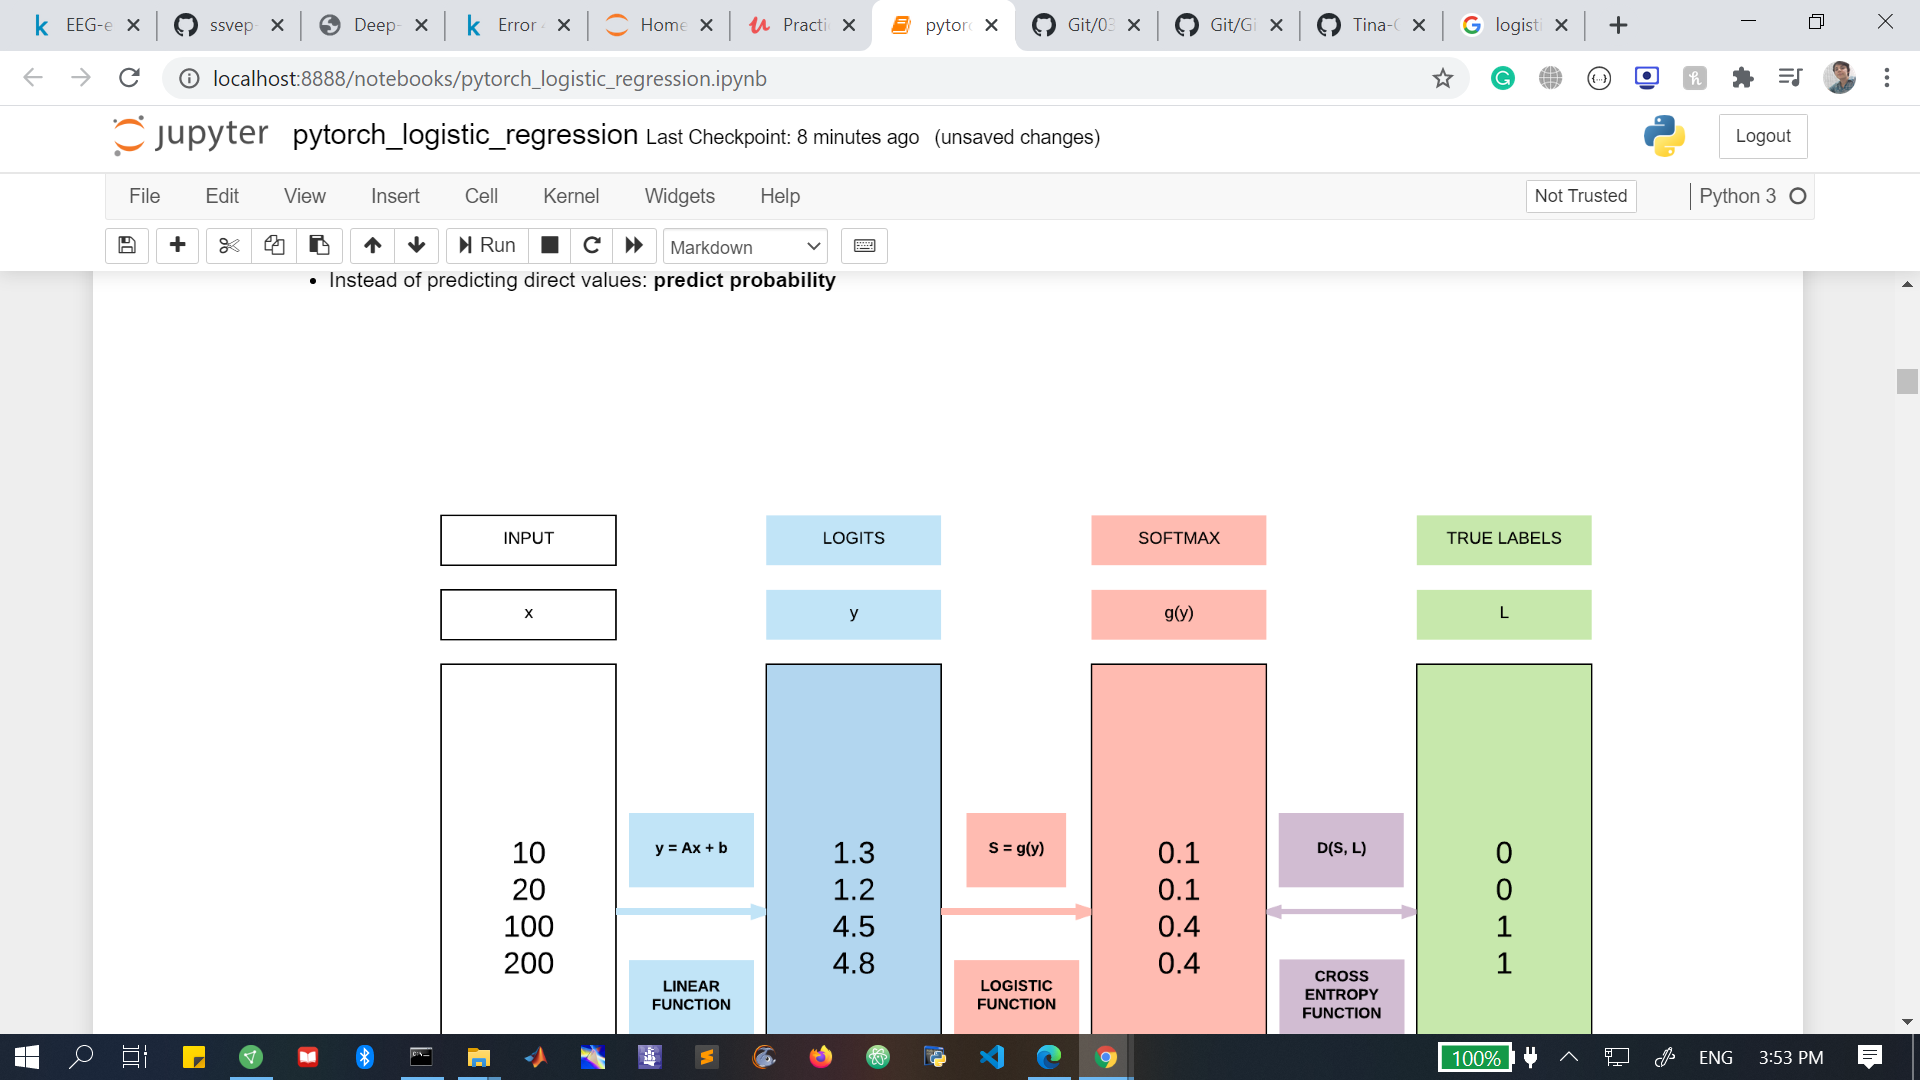 EEG-e
ssvep-
Deep-
Error
Home
Practi
pytorc
Git/03
Git/Gi
Tina-
logisti
localhost:8888/notebooks/pytorch_logistic_regression.ipynb
jupyter pytorch_logistic_regression Last Checkpoint: 8 minutes ago (unsaved changes)
Logout
File Edit View Insert Cell Kernel Widgets Help
Not Trusted
Python 3
Run
Markdown
• Instead of predicting direct values: predict probability
INPUT LOGITS SOFTMAX TRUE LABELS
x y g(y) L
y = Ax + b S = g(y) D(S, L)
10 1.3 0.1 0
20 1.2 0.1 0
100 4.5 0.4 1
200 4.8 0.4 1
LINEAR FUNCTION
LOGISTIC FUNCTION
CROSS ENTROPY FUNCTION
100%
ENG
3:53 PM